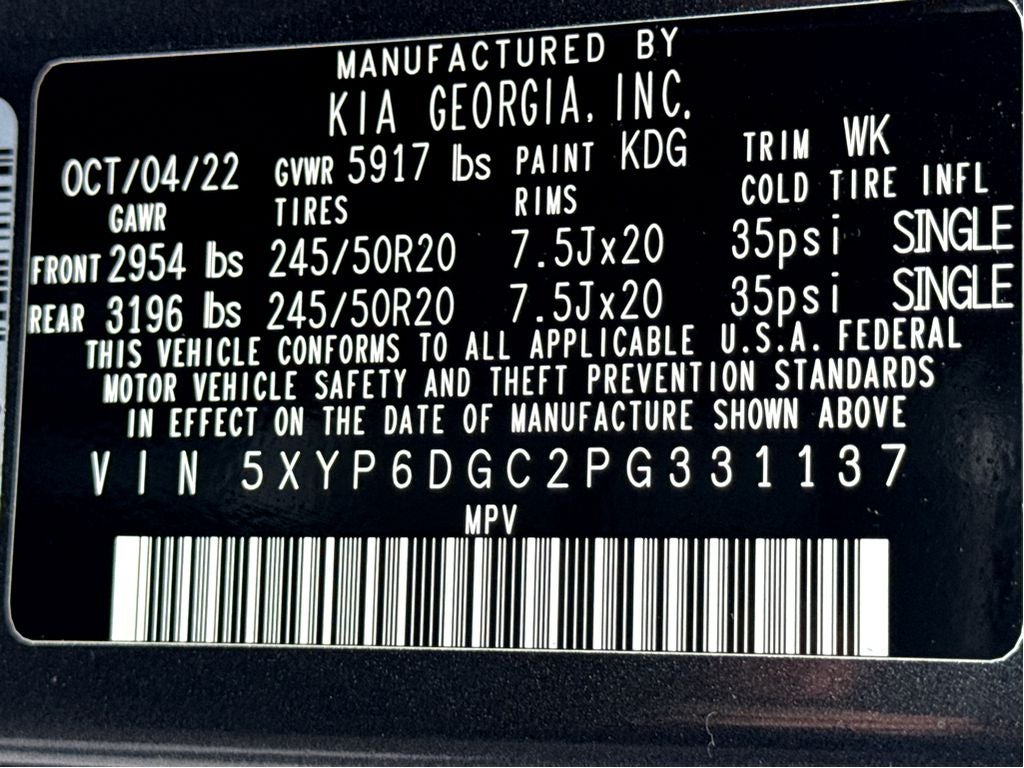 MANUFACTURED BY
KIA GEORGIA, INC.
OCT/04/22 GVWR 5917 lbs PAINT KDG TRIM WK
GAWR TIRES RIMS COLD TIRE INFL
FRONT 2954 lbs 245/50R20 7.5Jx20 35psi SINGLE
REAR 3196 lbs 245/50R20 7.5Jx20 35psi SINGLE
THIS VEHICLE CONFORMS TO ALL APPLICABLE U.S.A. FEDERAL
MOTOR VEHICLE SAFETY AND THEFT PREVENTION STANDARDS
IN EFFECT ON THE DATE OF MANUFACTURE SHOWN ABOVE
VIN 5XYP6DGC2PG331137
MPV